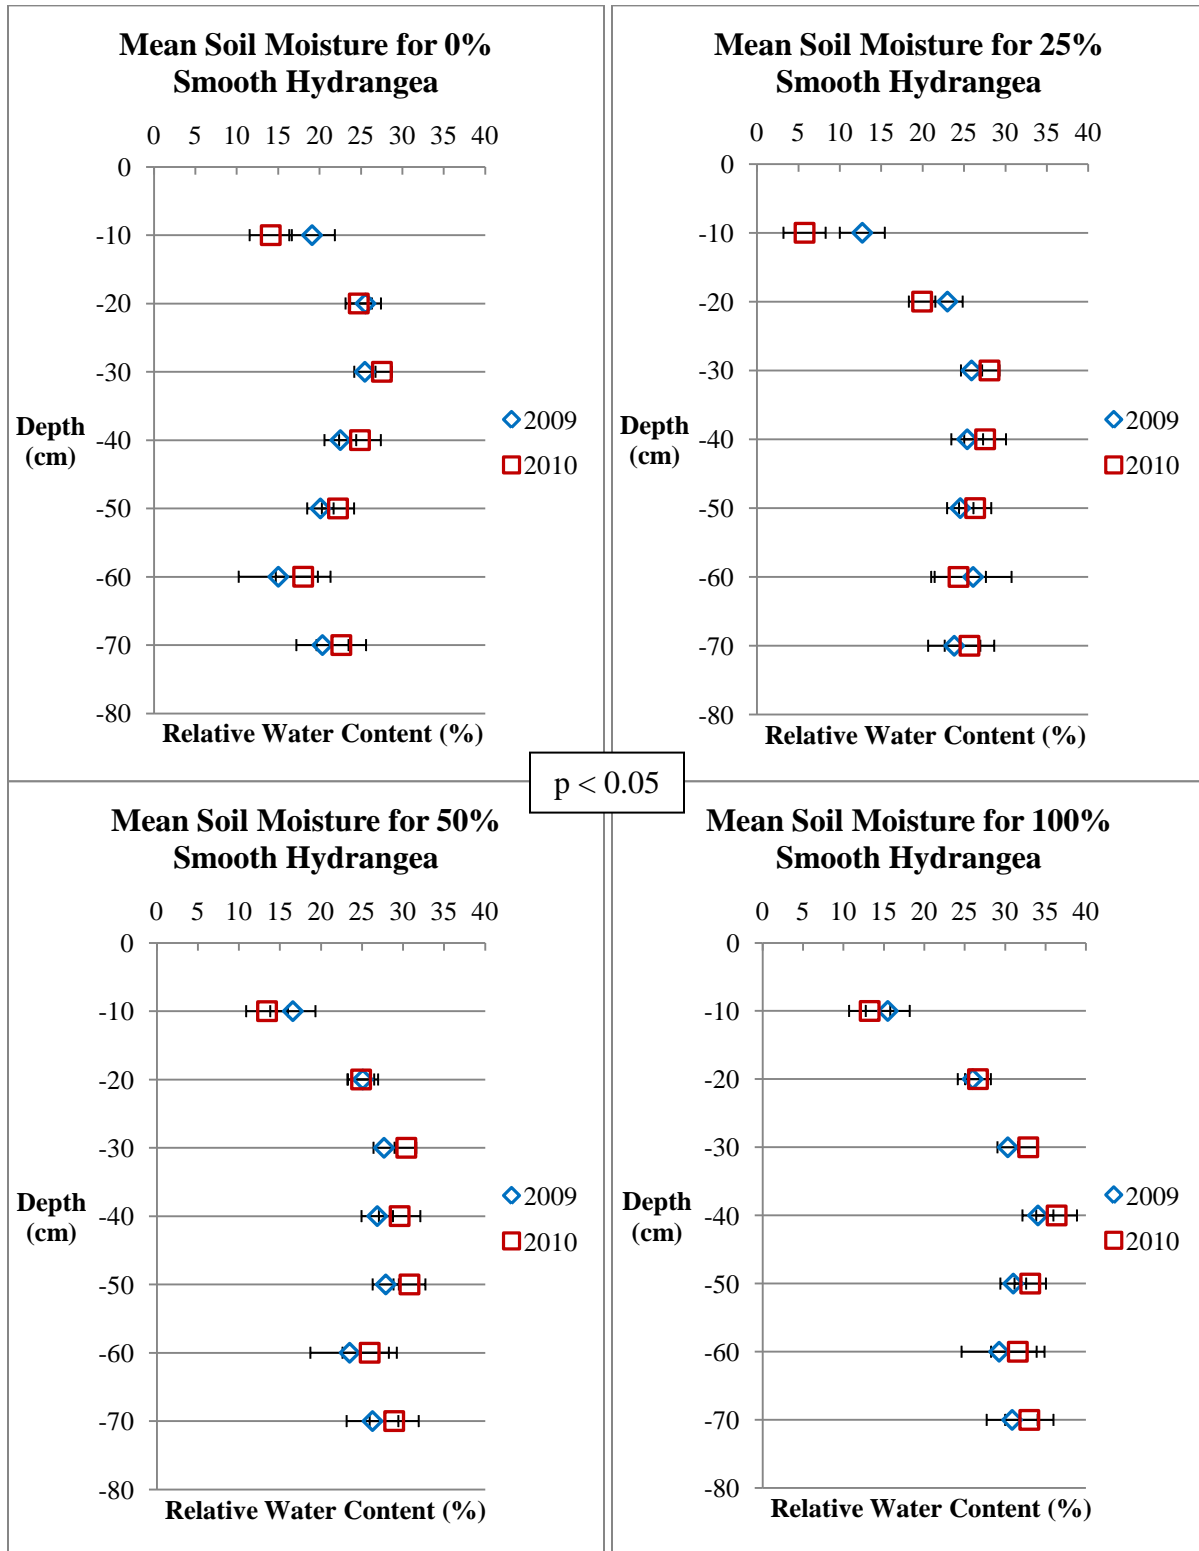 Mean Soil Moisture for 0%
Smooth Hydrangea
0 5 10 15 20 25 30 35 40
0
-10
-20
-30
-40
-50
-60
-70
-80
Depth
(cm)
2009
2010
Relative Water Content (%)
Mean Soil Moisture for 25%
Smooth Hydrangea
0 5 10 15 20 25 30 35 40
0
-10
-20
-30
-40
-50
-60
-70
-80
Depth
(cm)
2009
2010
Relative Water Content (%)
p < 0.05
Mean Soil Moisture for 50%
Smooth Hydrangea
0 5 10 15 20 25 30 35 40
0
-10
-20
-30
-40
-50
-60
-70
-80
Depth
(cm)
2009
2010
Relative Water Content (%)
Mean Soil Moisture for 100%
Smooth Hydrangea
0 5 10 15 20 25 30 35 40
0
-10
-20
-30
-40
-50
-60
-70
-80
Depth
(cm)
2009
2010
Relative Water Content (%)